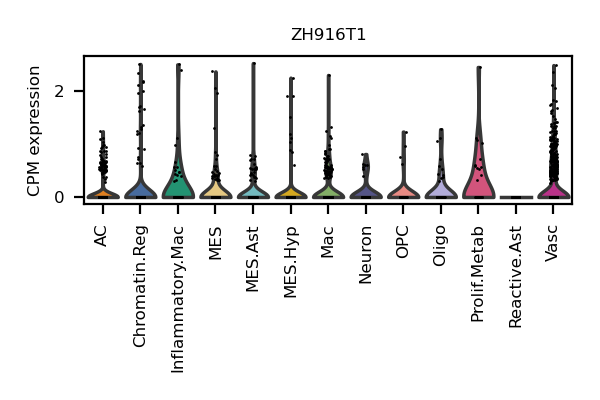 ZH916T1
CPM expression
2
0
AC
Chromatin.Reg
Inflammatory.Mac
MES
MES.Ast
MES.Hyp
Mac
Neuron
OPC
Oligo
Prolif.Metab
Reactive.Ast
Vasc